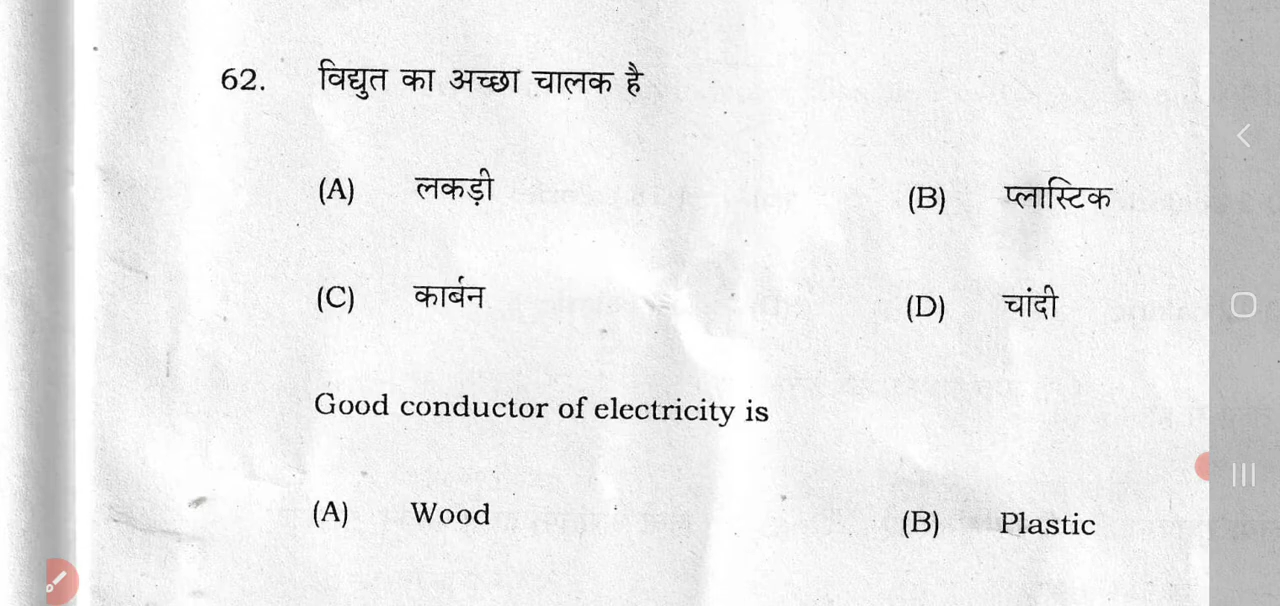 62. विद्युत का अच्छा चालक है
(A) लकड़ी (B) प्लास्टिक
(C) कार्बन (D) चांदी
Good conductor of electricity is
(A) Wood (B) Plastic